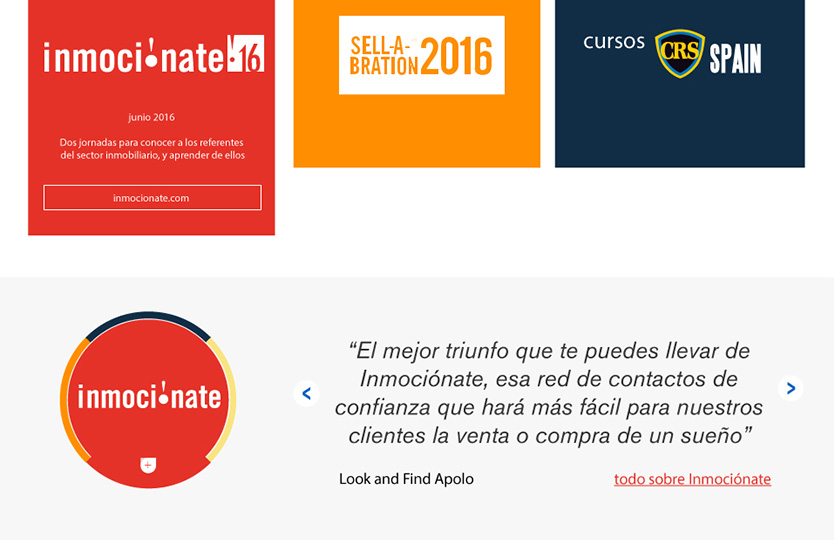 inmoci!nate !16
junio 2016
Dos jornadas para conocer a los referentes
del sector inmobiliario, y aprender de ellos
inmocionate.com
SELL-A-
BRATION 2016
cursos CRS SPAIN
inmoci!nate
“El mejor triunfo que te puedes llevar de
Inmociónate, esa red de contactos de
confianza que hará más fácil para nuestros
clientes la venta o compra de un sueño”
Look and Find Apolo
todo sobre Inmociónate